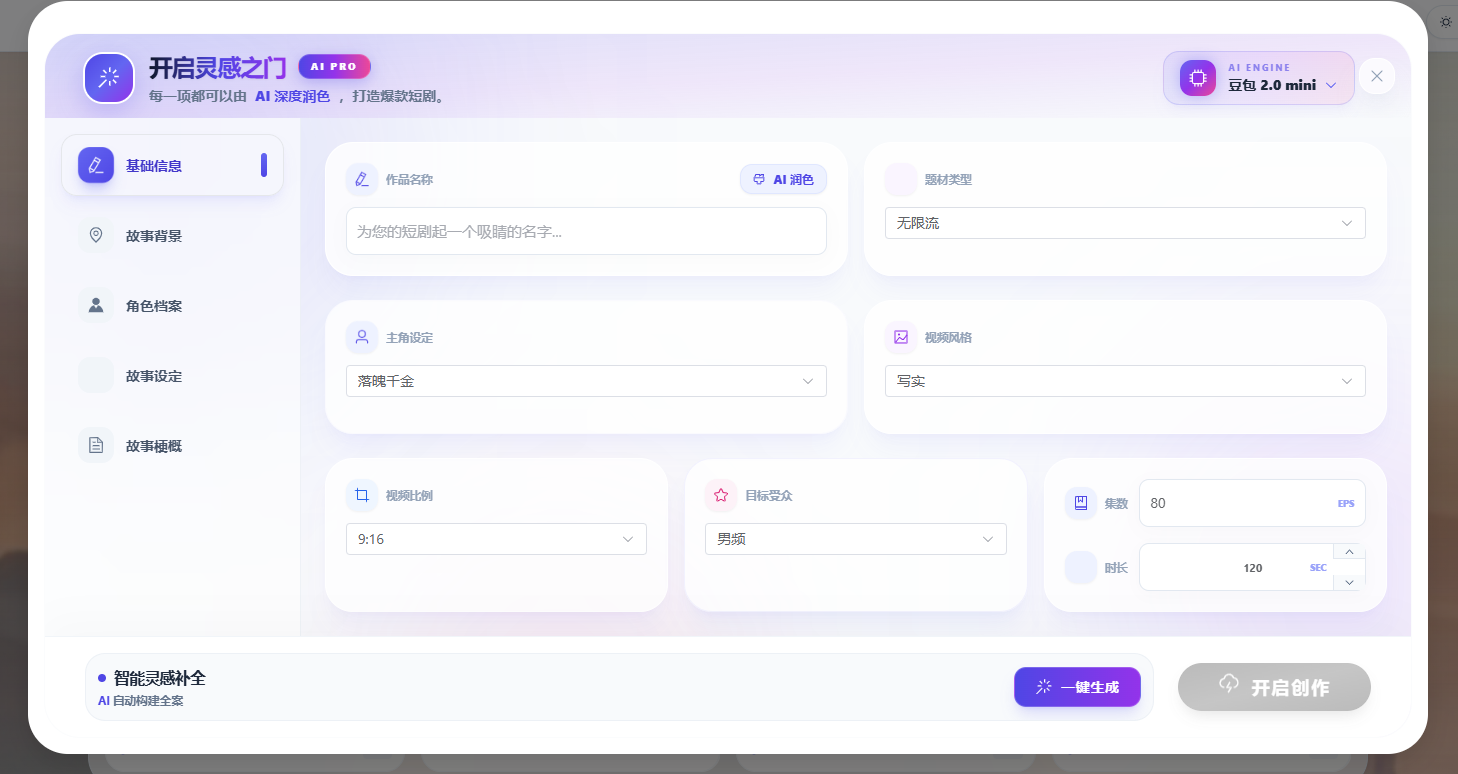 开启灵感之门
AI PRO
每一项都可以由 AI 深度润色 ，打造爆款短剧。
AI ENGINE
豆包 2.0 mini
基础信息
故事背景
角色档案
故事设定
故事梗概
作品名称
AI 润色
为您的短剧起一个吸睛的名字...
题材类型
无限流
主角设定
落魄千金
视频风格
写实
视频比例
9:16
目标受众
男频
集数
80
EPS
时长
120
SEC
智能灵感补全
AI 自动构建全案
一键生成
开启创作